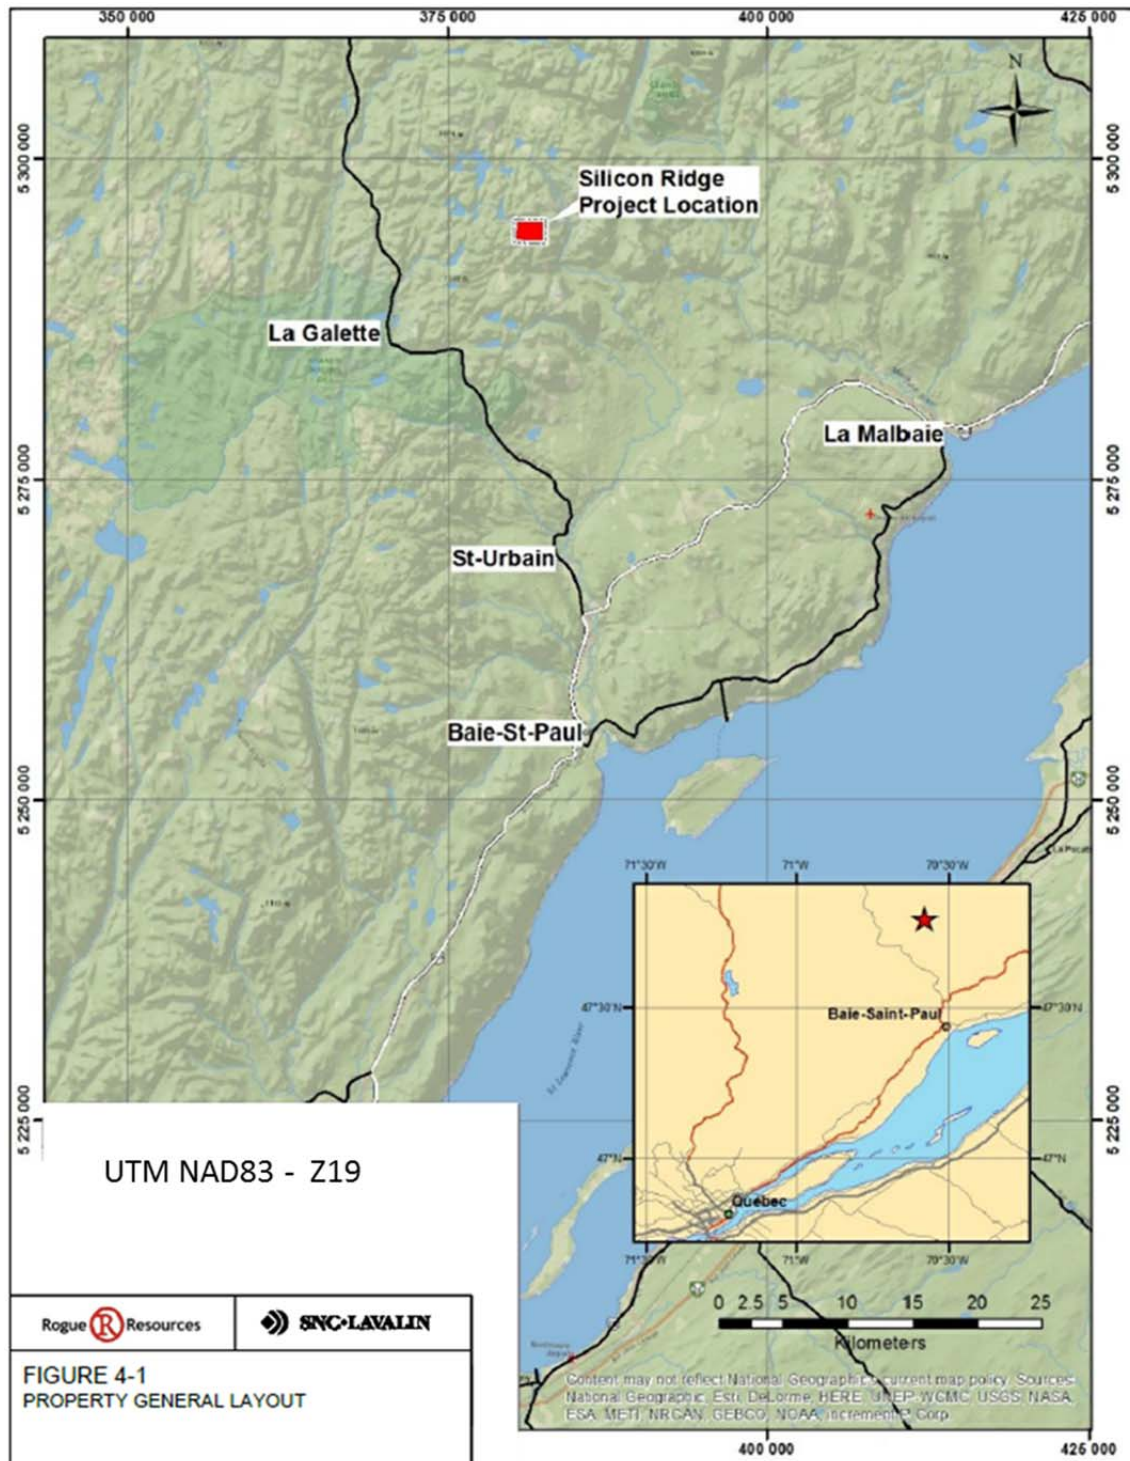 350 000
375 000
400 000
425 000
N
5 300 000
5 300 000
Silicon Ridge
Project Location
La Galette
La Malbaie
5 275 000
5 275 000
St-Urbain
Baie-St-Paul
5 250 000
5 250 000
71°30'W
71°W
79°30'W
47°30'N
47°30'N
Baie-Saint-Paul
St Lawrence River
5 225 000
5 225 000
47°N
47°N
Québec
71°30'W
71°W
79°30'W
UTM NAD83 - Z19
0 2.5 5 10 15 20 25
Kilometers
Rogue R Resources
SNC·LAVALIN
FIGURE 4-1
PROPERTY GENERAL LAYOUT
Content may not reflect National Geographic's current map policy. Sources:
National Geographic, Esri, DeLorme, HERE, UNEP-WCMC, USGS, NASA,
ESA, METI, NRCAN, GEBCO, NOAA, increment P Corp.
400 000
425 000